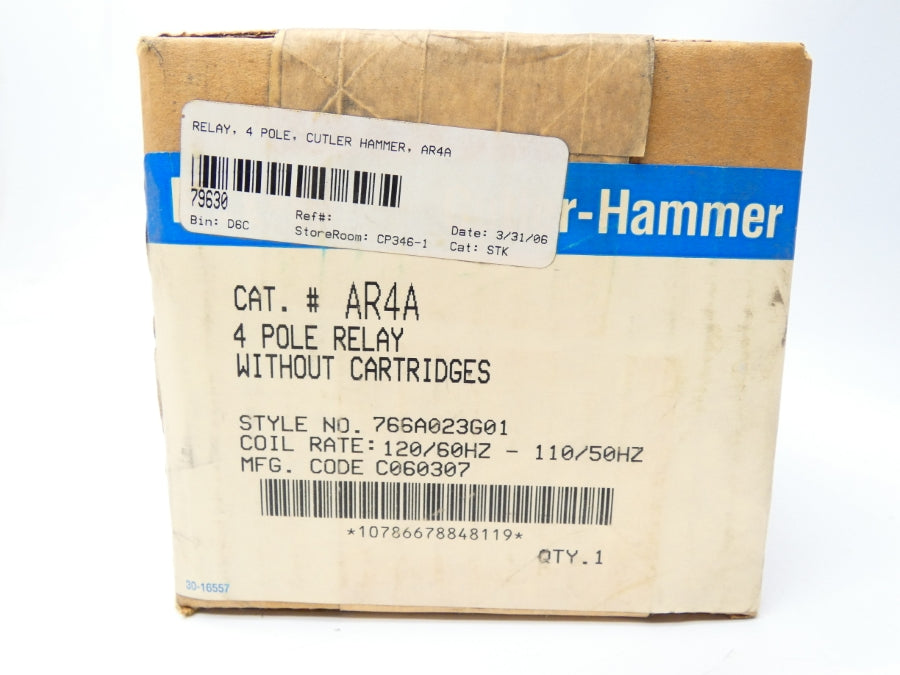 RELAY, 4 POLE, CUTLER HAMMER, AR4A
79630
Bin: D6C
Ref#:
StoreRoom: CP346-1
Date: 3/31/06
Cat: STK
r-Hammer
CAT. # AR4A
4 POLE RELAY
WITHOUT CARTRIDGES
STYLE NO. 766A023G01
COIL RATE: 120/60HZ - 110/50HZ
MFG. CODE C060307
*10786678848119*
QTY.1
30-16557